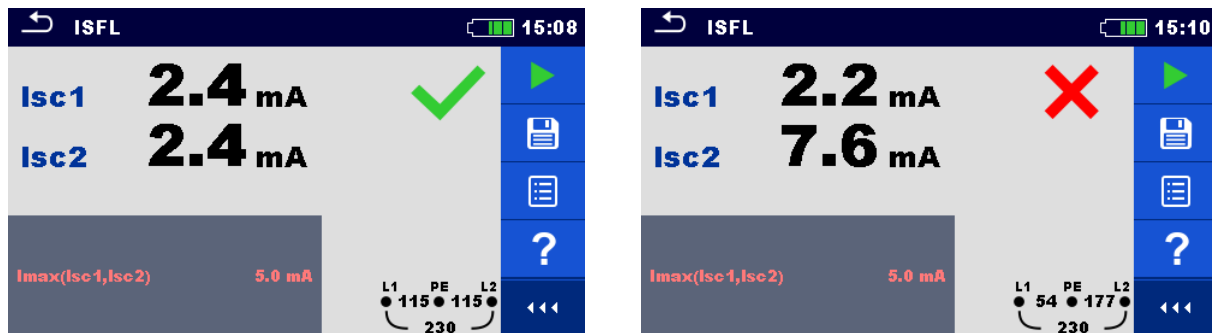 ISFL 15:08
Isc1 2.4 mA
Isc2 2.4 mA
?
Imax(Isc1,Isc2) 5.0 mA
L1 PE L2
115 115
230
ISFL 15:10
Isc1 2.2 mA
Isc2 7.6 mA
?
Imax(Isc1,Isc2) 5.0 mA
L1 PE L2
54 177
230